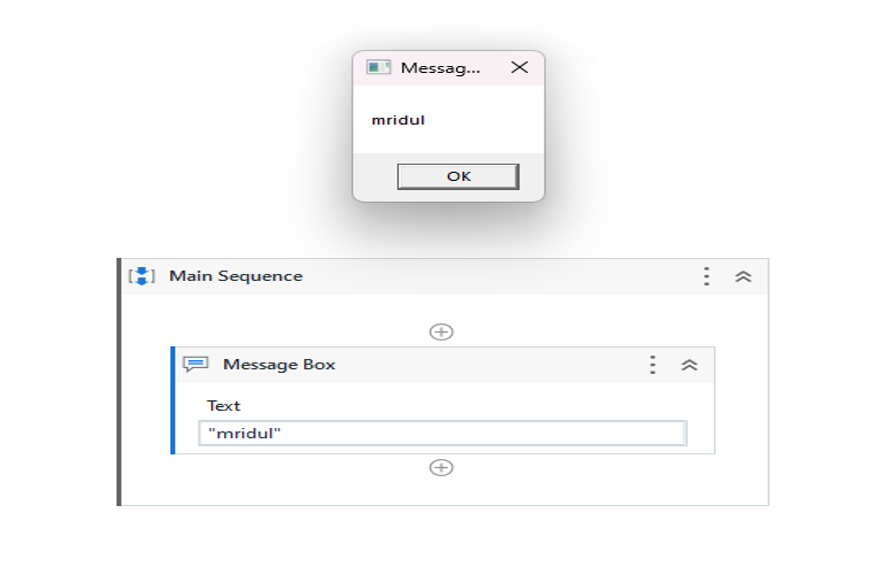 Messag...
mridul
OK
Main Sequence
Message Box
Text
"mridul"